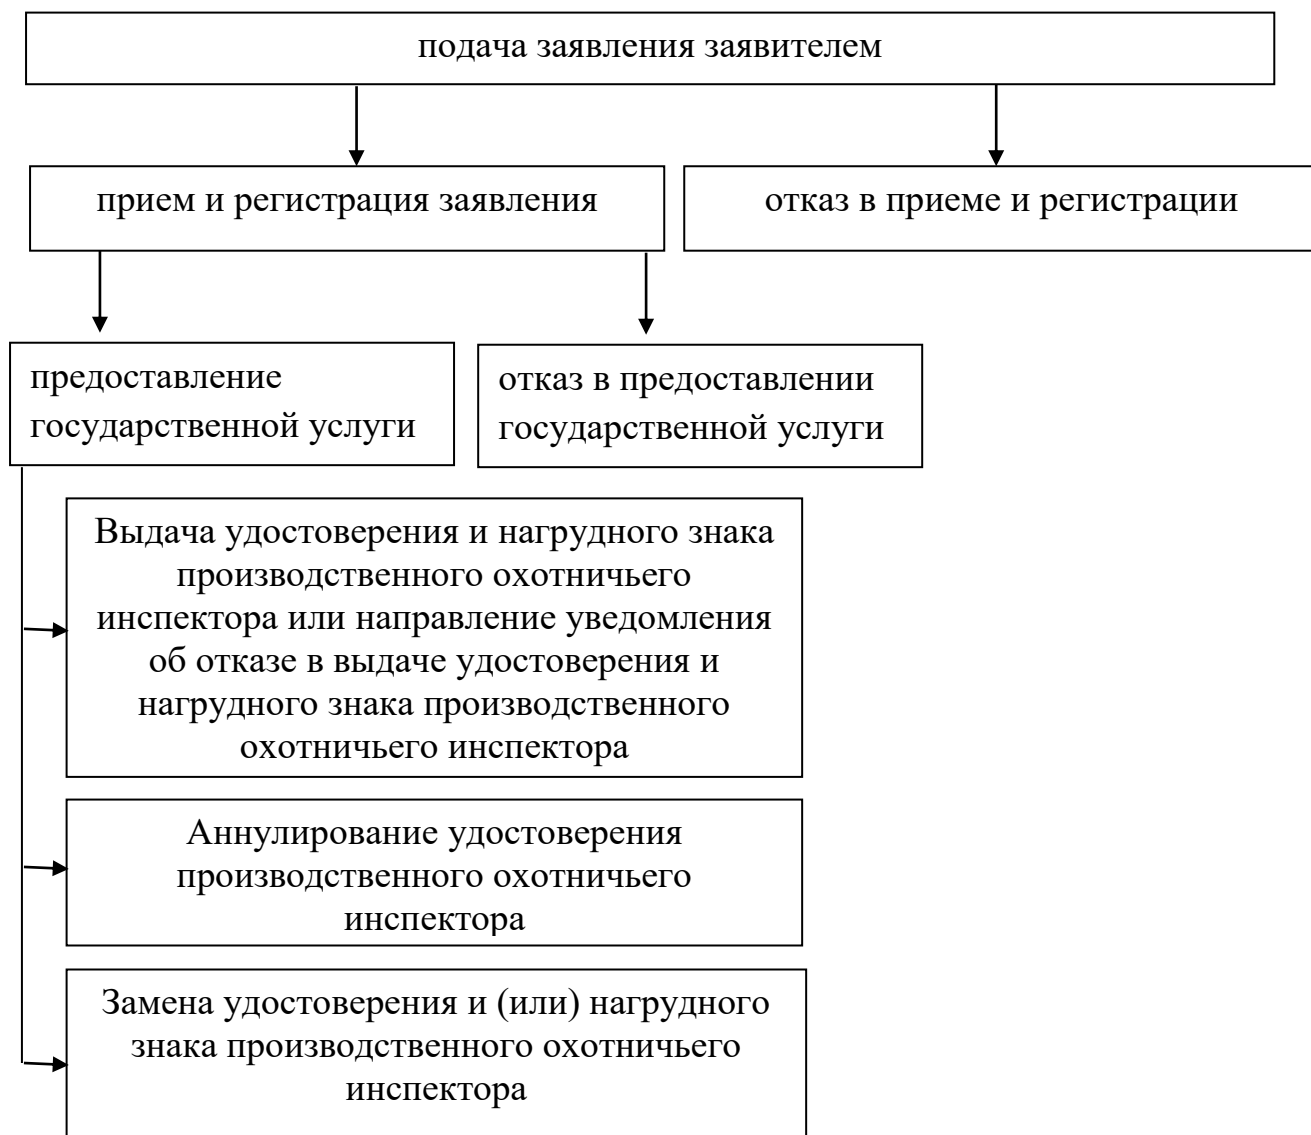 подача заявления заявителем
прием и регистрация заявления
отказ в приеме и регистрации
предоставление
государственной услуги
отказ в предоставлении
государственной услуги
Выдача удостоверения и нагрудного знака
производственного охотничьего
инспектора или направление уведомления
об отказе в выдаче удостоверения и
нагрудного знака производственного
охотничьего инспектора
Аннулирование удостоверения
производственного охотничьего
инспектора
Замена удостоверения и (или) нагрудного
знака производственного охотничьего
инспектора